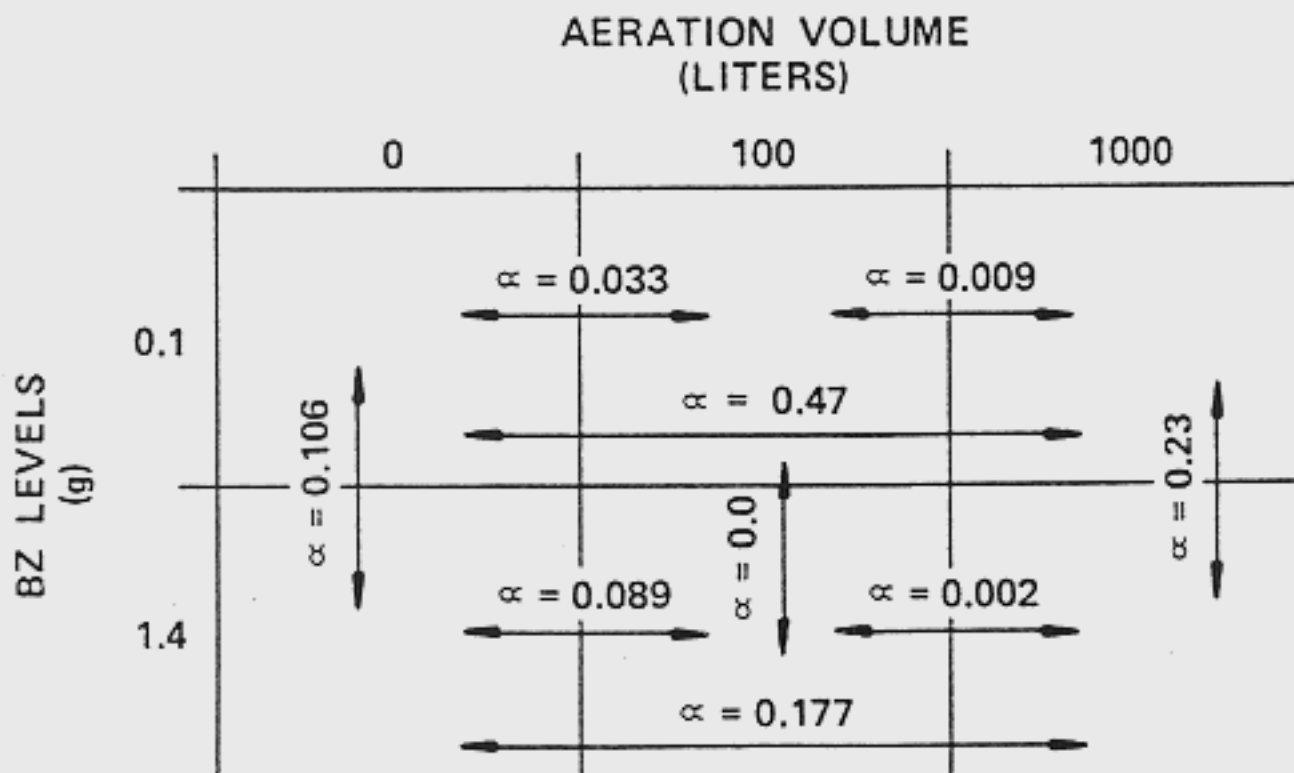 AERATION VOLUME
(LITERS)
0 100 1000
∝ = 0.033 ∝ = 0.009
0.1
∝ = 0.47
∝ = 0.106
∝ = 0.23
BZ LEVELS
(g)
∝ = 0.0
∝ = 0.089 ∝ = 0.002
1.4
∝ = 0.177